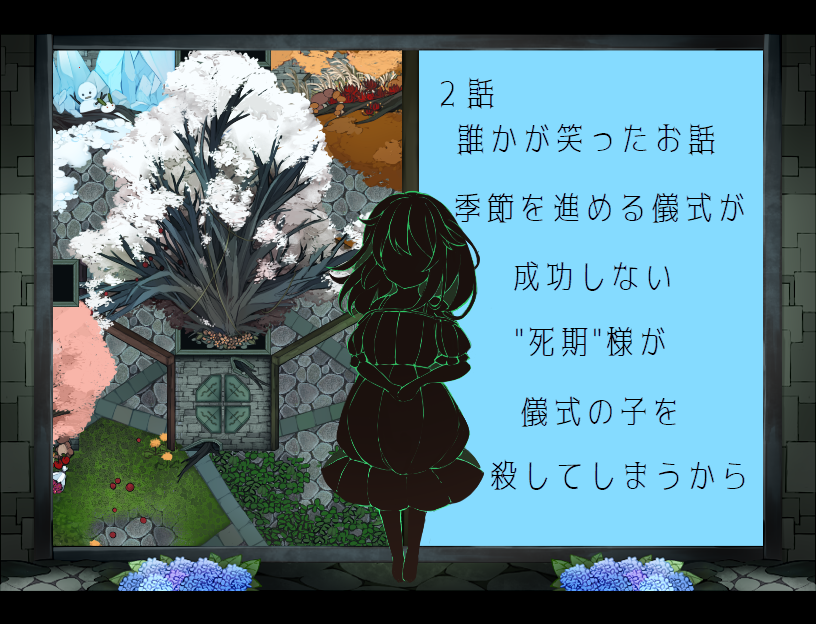 2話
誰かが笑ったお話
季節を進める儀式が
成功しない
"死期"様が
儀式の子を
殺してしまうから